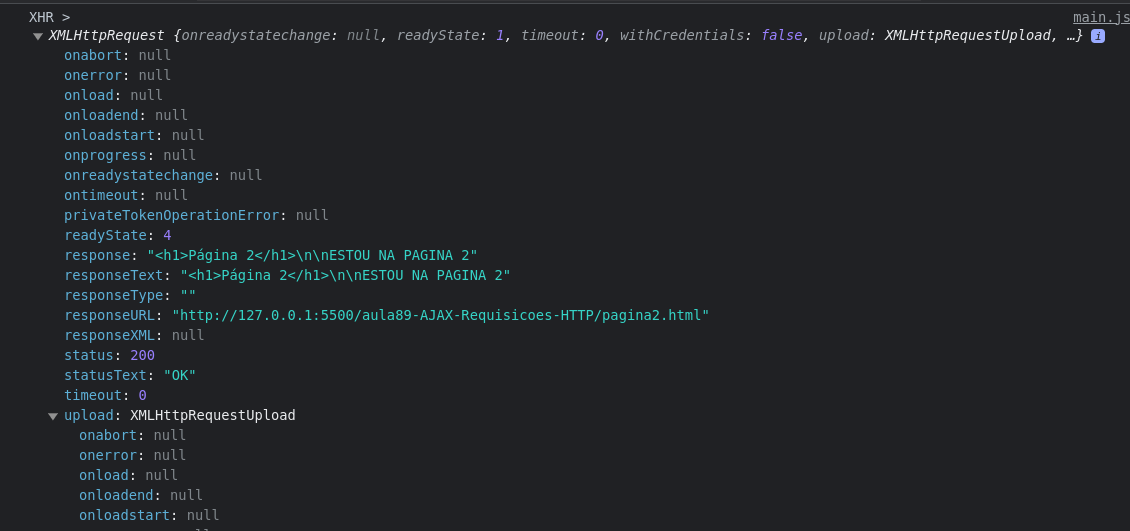 XHR > main.js
XMLHttpRequest {onreadystatechange: null, readyState: 1, timeout: 0, withCredentials: false, upload: XMLHttpRequestUpload, …} i
onabort: null
onerror: null
onload: null
onloadend: null
onloadstart: null
onprogress: null
onreadystatechange: null
ontimeout: null
privateTokenOperationError: null
readyState: 4
response: "<h1>Página 2</h1>\n\nESTOU NA PAGINA 2"
responseText: "<h1>Página 2</h1>\n\nESTOU NA PAGINA 2"
responseType: ""
responseURL: "http://127.0.0.1:5500/aula89-AJAX-Requisicoes-HTTP/pagina2.html"
responseXML: null
status: 200
statusText: "OK"
timeout: 0
upload: XMLHttpRequestUpload
onabort: null
onerror: null
onload: null
onloadend: null
onloadstart: null